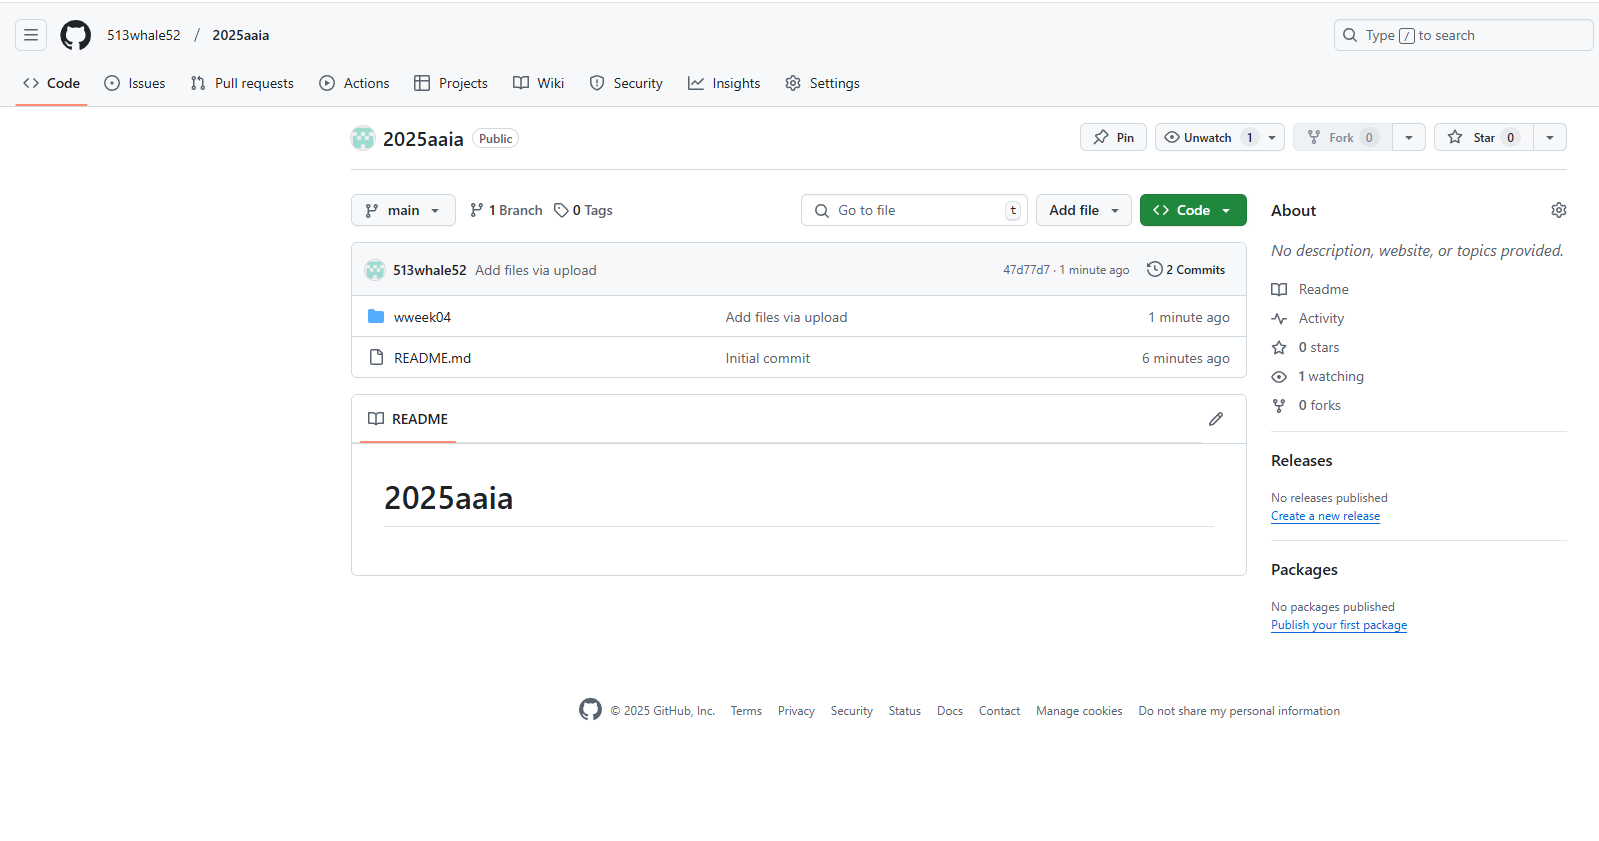 513whale52 / 2025aaia
Type / to search
Code Issues Pull requests Actions Projects Wiki Security Insights Settings
2025aaia Public
Pin Unwatch 1 Fork 0 Star 0
main 1 Branch 0 Tags Go to file t Add file Code
513whale52 Add files via upload 47d77d7 · 1 minute ago 2 Commits
wweek04 Add files via upload 1 minute ago
README.md Initial commit 6 minutes ago
README
2025aaia
About
No description, website, or topics provided.
Readme
Activity
0 stars
1 watching
0 forks
Releases
No releases published
Create a new release
Packages
No packages published
Publish your first package
© 2025 GitHub, Inc. Terms Privacy Security Status Docs Contact Manage cookies Do not share my personal information